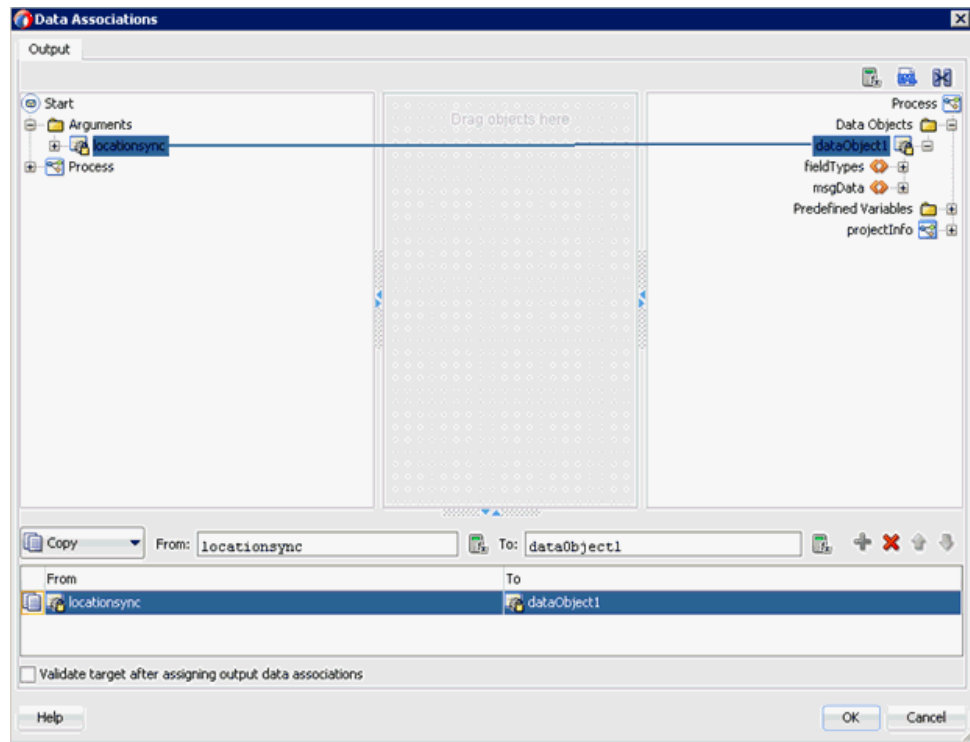 Data Associations
Output
Start
Arguments
locationsync
Process
Drag objects here
Process
Data Objects
dataObject1
fieldTypes
msgData
Predefined Variables
projectInfo
Copy From: locationsync To: dataObject1
From To
locationsync dataObject1
Validate target after assigning output data associations
Help OK Cancel